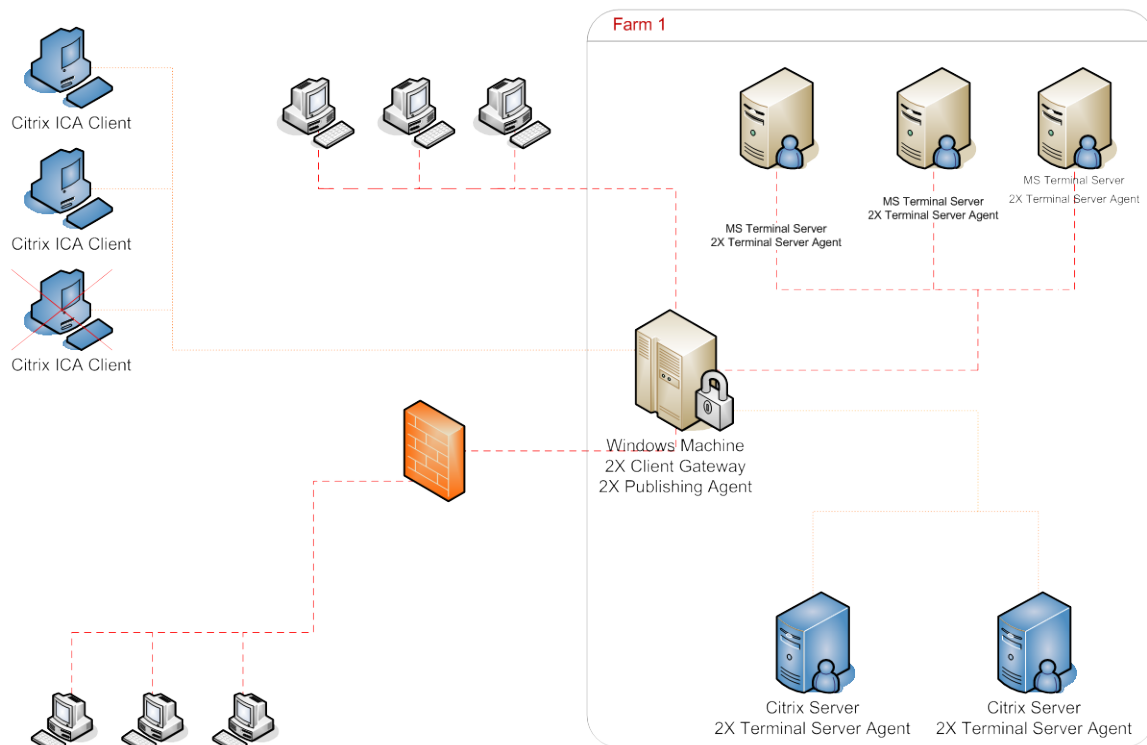 Farm 1
Citrix ICA Client
Citrix ICA Client
Citrix ICA Client
MS Terminal Server
2X Terminal Server Agent
MS Terminal Server
2X Terminal Server Agent
MS Terminal Server
2X Terminal Server Agent
Windows Machine
2X Client Gateway
2X Publishing Agent
Citrix Server
2X Terminal Server Agent
Citrix Server
2X Terminal Server Agent